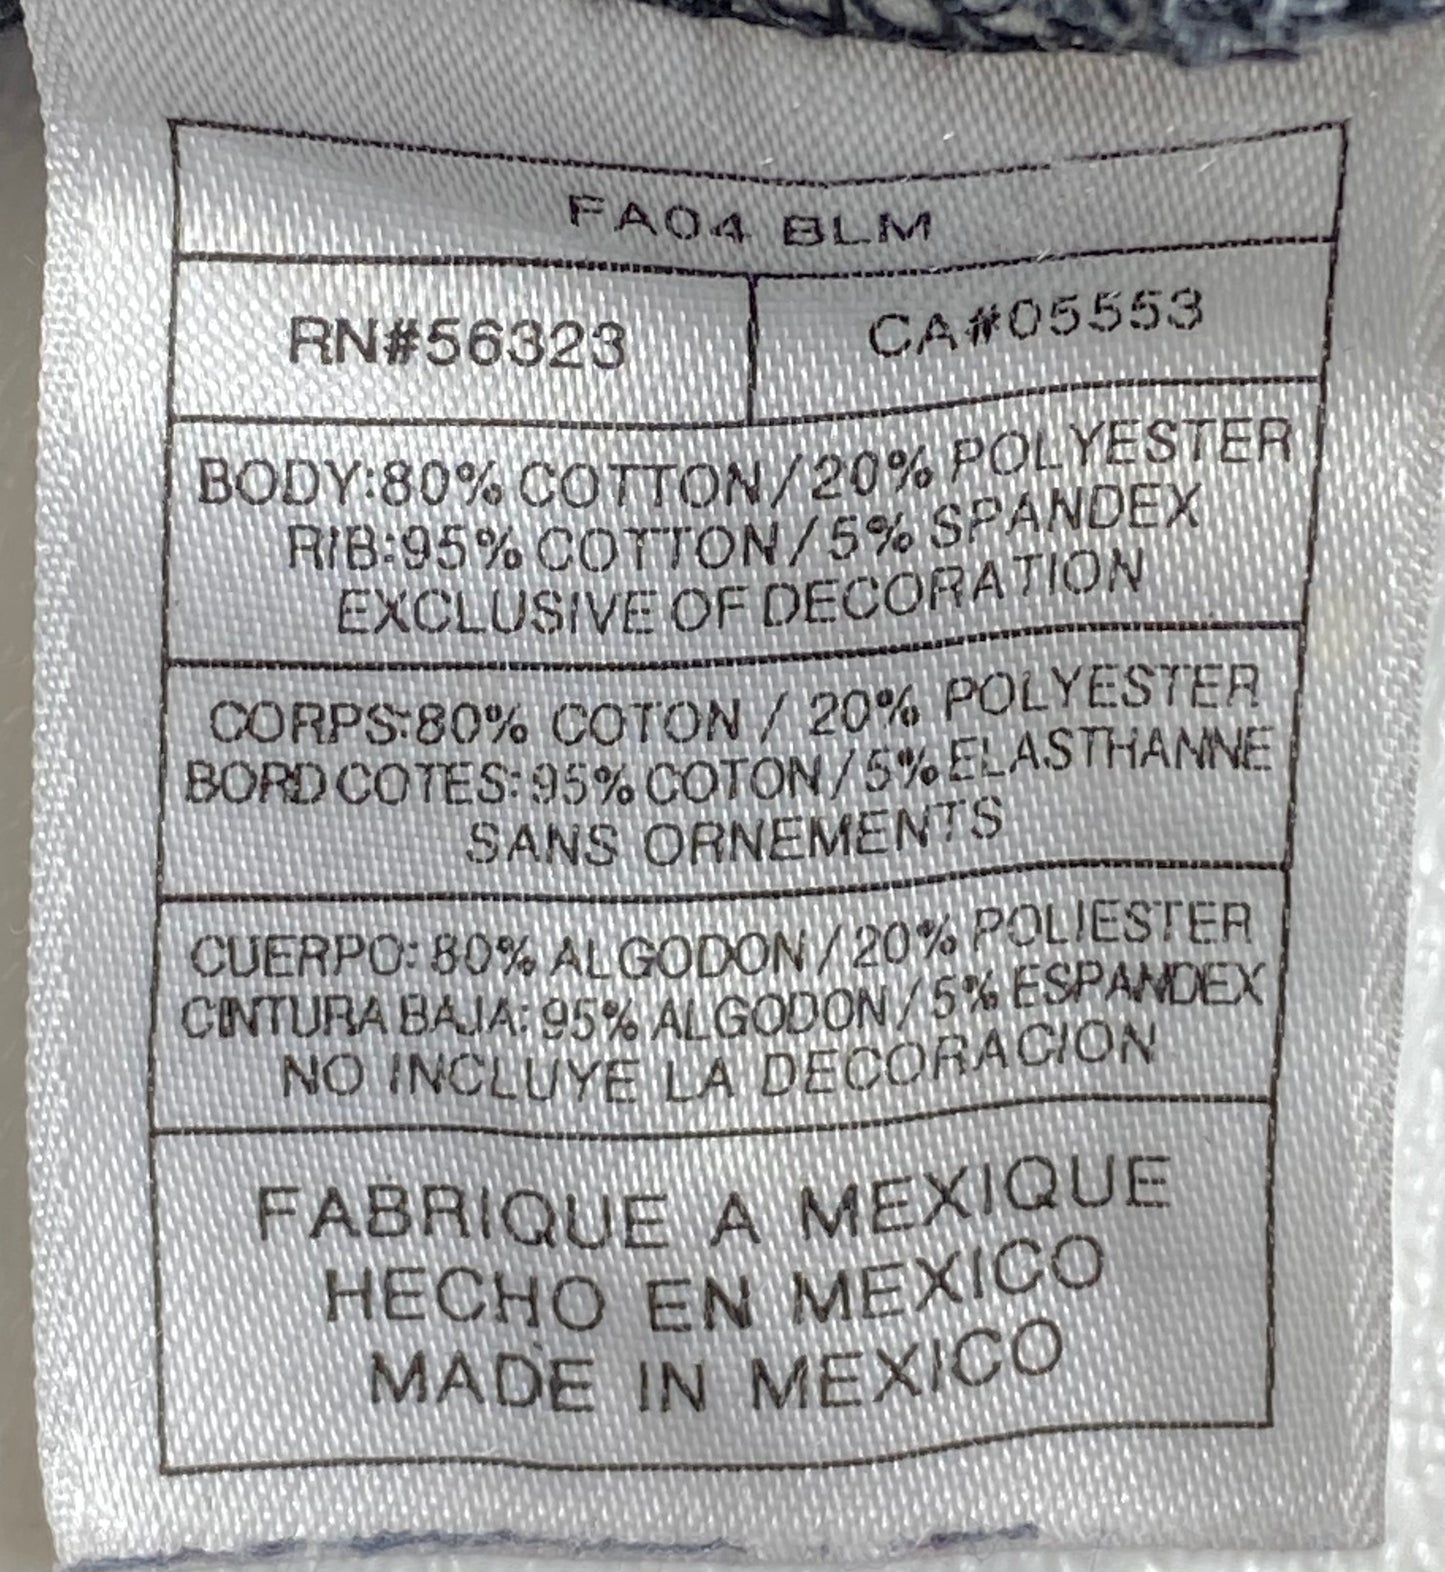 FA04 BLM
RN#56323
CA#05553
BODY:80% COTTON/20% POLYESTER
RIB:95% COTTON/5% SPANDEX
EXCLUSIVE OF DECORATION
CORPS:80% COTON / 20% POLYESTER
BORD COTES:95% COTON/5% ELASTHANNE
SANS ORNEMENTS
CUERPO:80% ALGODON/20% POLIESTER
CINTURA BAJA:95% ALGODON/5% ESPANDEX
NO INCLUYE LA DECORACION
FABRIQUE A MEXIQUE
HECHO EN MEXICO
MADE IN MEXICO